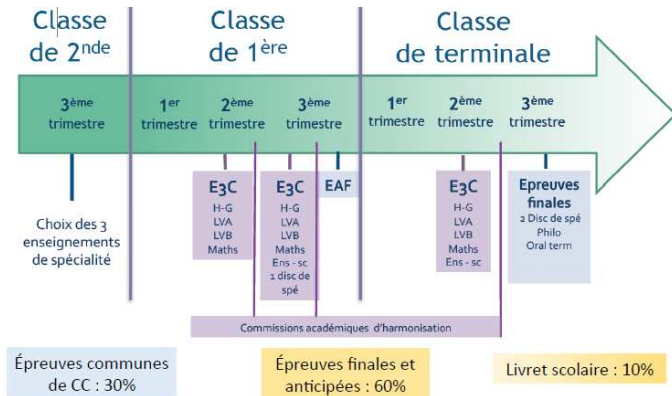 Classe
de 2nde
Classe
de 1ère
Classe
de terminale
3ème
trimestre
1er
trimestre
2ème
trimestre
3ème
trimestre
1er
trimestre
2ème
trimestre
3ème
trimestre
Choix des 3
enseignements
de spécialité
E3C
H-G
LVA
LVB
Maths
E3C
H-G
LVA
LVB
Maths
Ens - sc
1 disc de
spé
EAF
E3C
H-G
LVA
LVB
Maths
Ens - sc
Epreuves
finales
2 Disc de spé
Philo
Oral term
Commissions académiques d'harmonisation
Épreuves communes
de CC : 30%
Épreuves finales et
anticipées : 60%
Livret scolaire : 10%